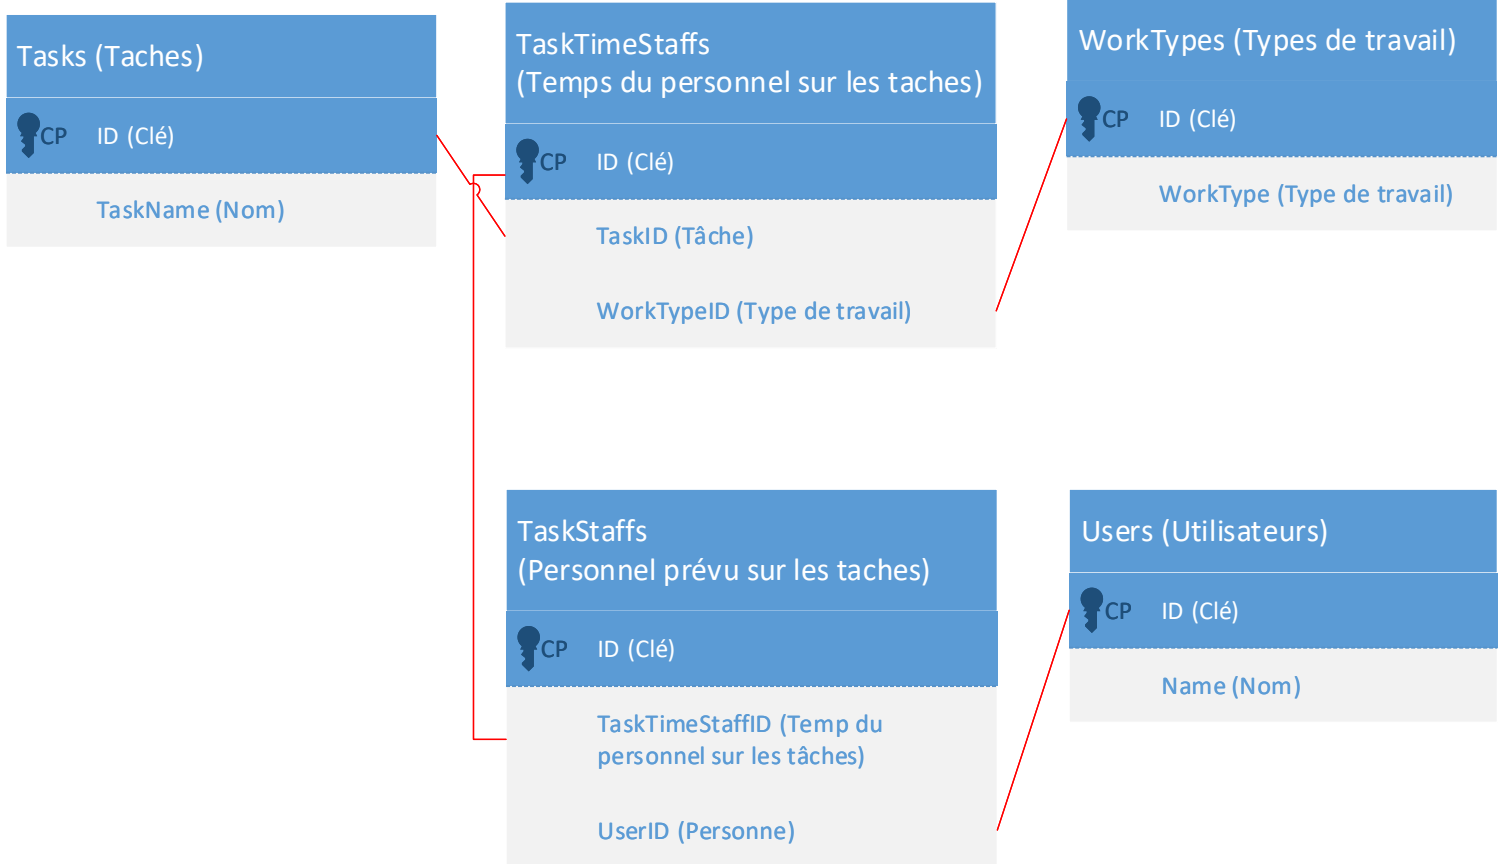 Tasks (Taches)
CP ID (Clé)
TaskName (Nom)
TaskTimeStaffs
(Temps du personnel sur les taches)
CP ID (Clé)
TaskID (Tâche)
WorkTypeID (Type de travail)
WorkTypes (Types de travail)
CP ID (Clé)
WorkType (Type de travail)
TaskStaffs
(Personnel prévu sur les taches)
CP ID (Clé)
TaskTimeStaffID (Temp du
personnel sur les tâches)
UserID (Personne)
Users (Utilisateurs)
CP ID (Clé)
Name (Nom)